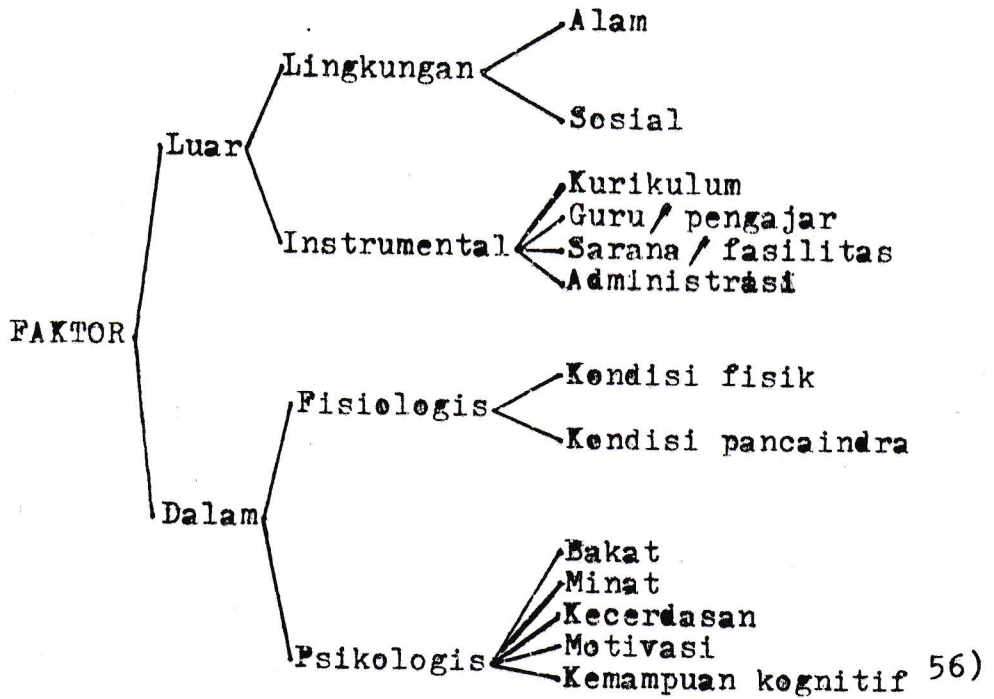 Alam
Lingkungan
Sosial
Luar
Kurikulum
Guru / pengajar
Instrumental
Sarana / fasilitas
Administrasi
FAKTOR
Kondisi fisik
Fisiologis
Kondisi pancaindra
Dalam
Bakat
Minat
Kecerdasan
Motivasi
Psikologis
Kemampuan kognitif 56)